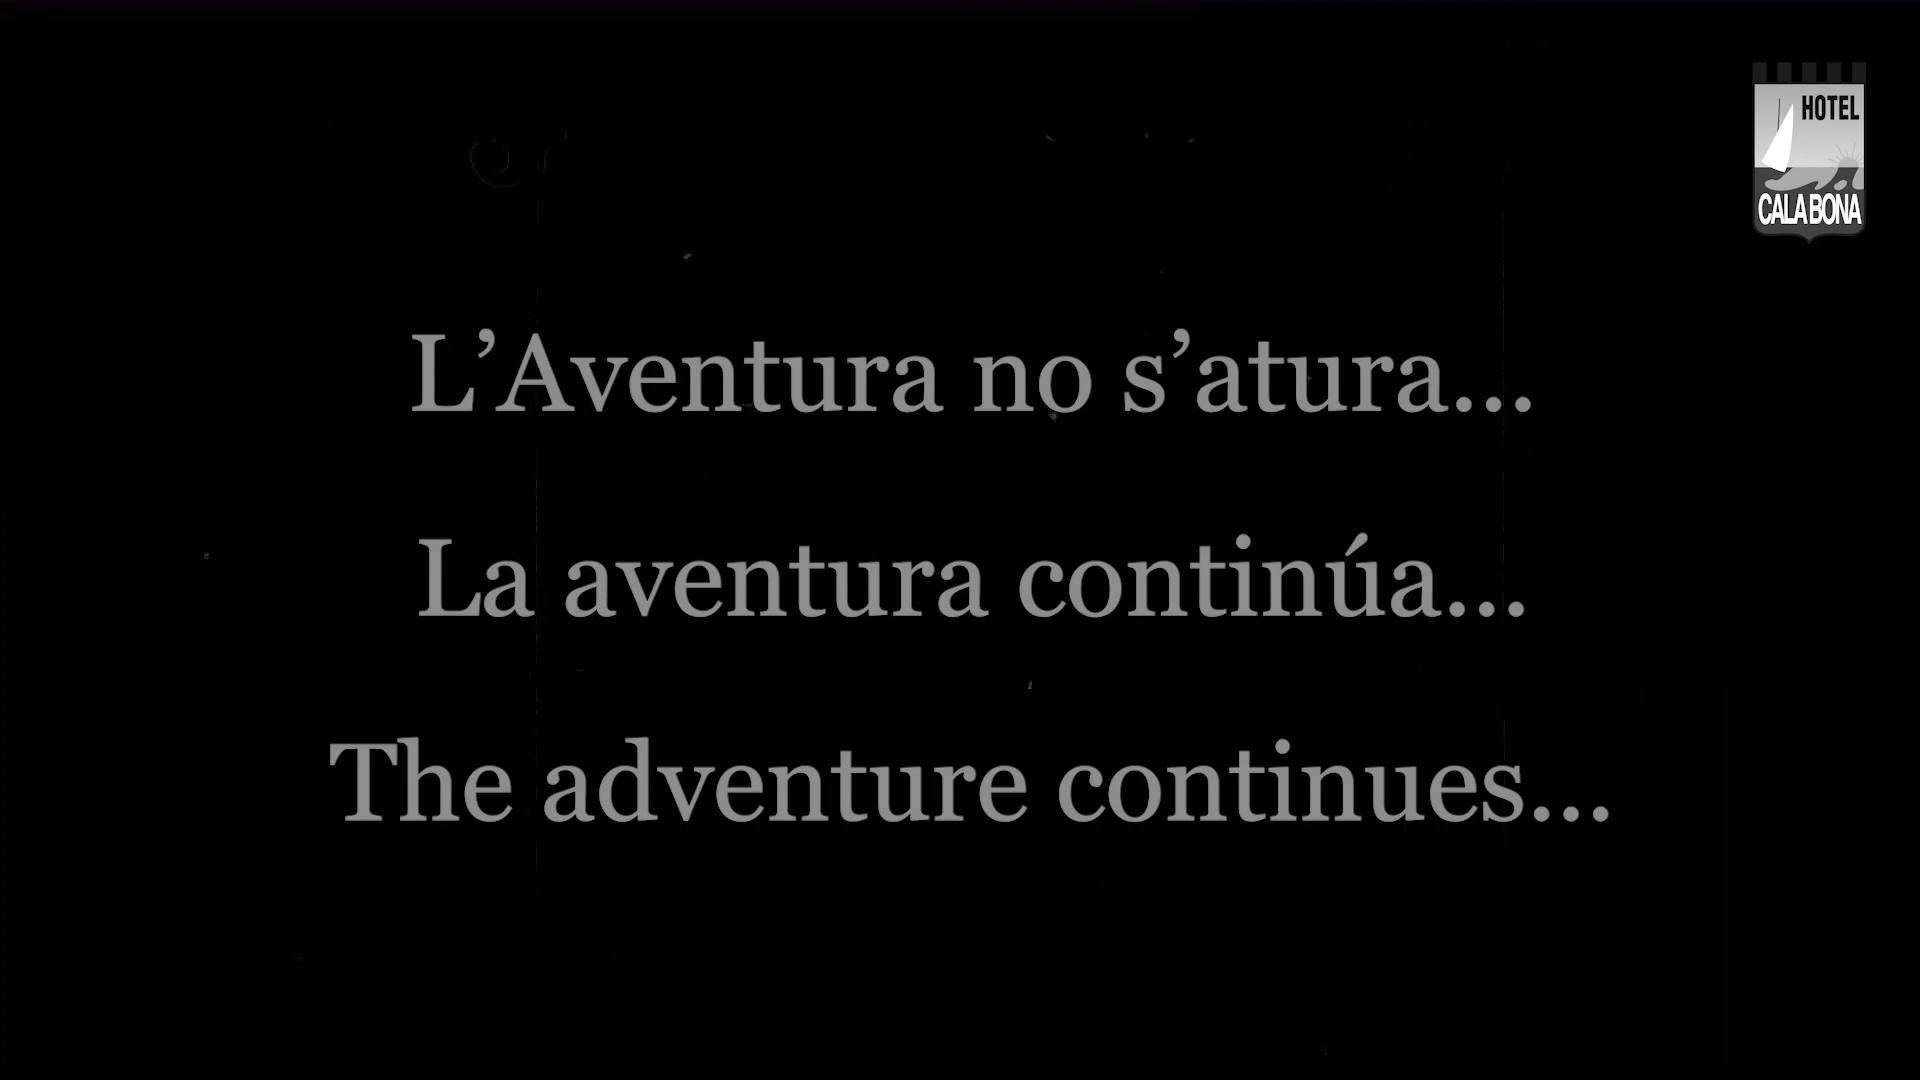 HOTEL
CALA BONA
L’Aventura no s’atura...
La aventura continúa...
The adventure continues...